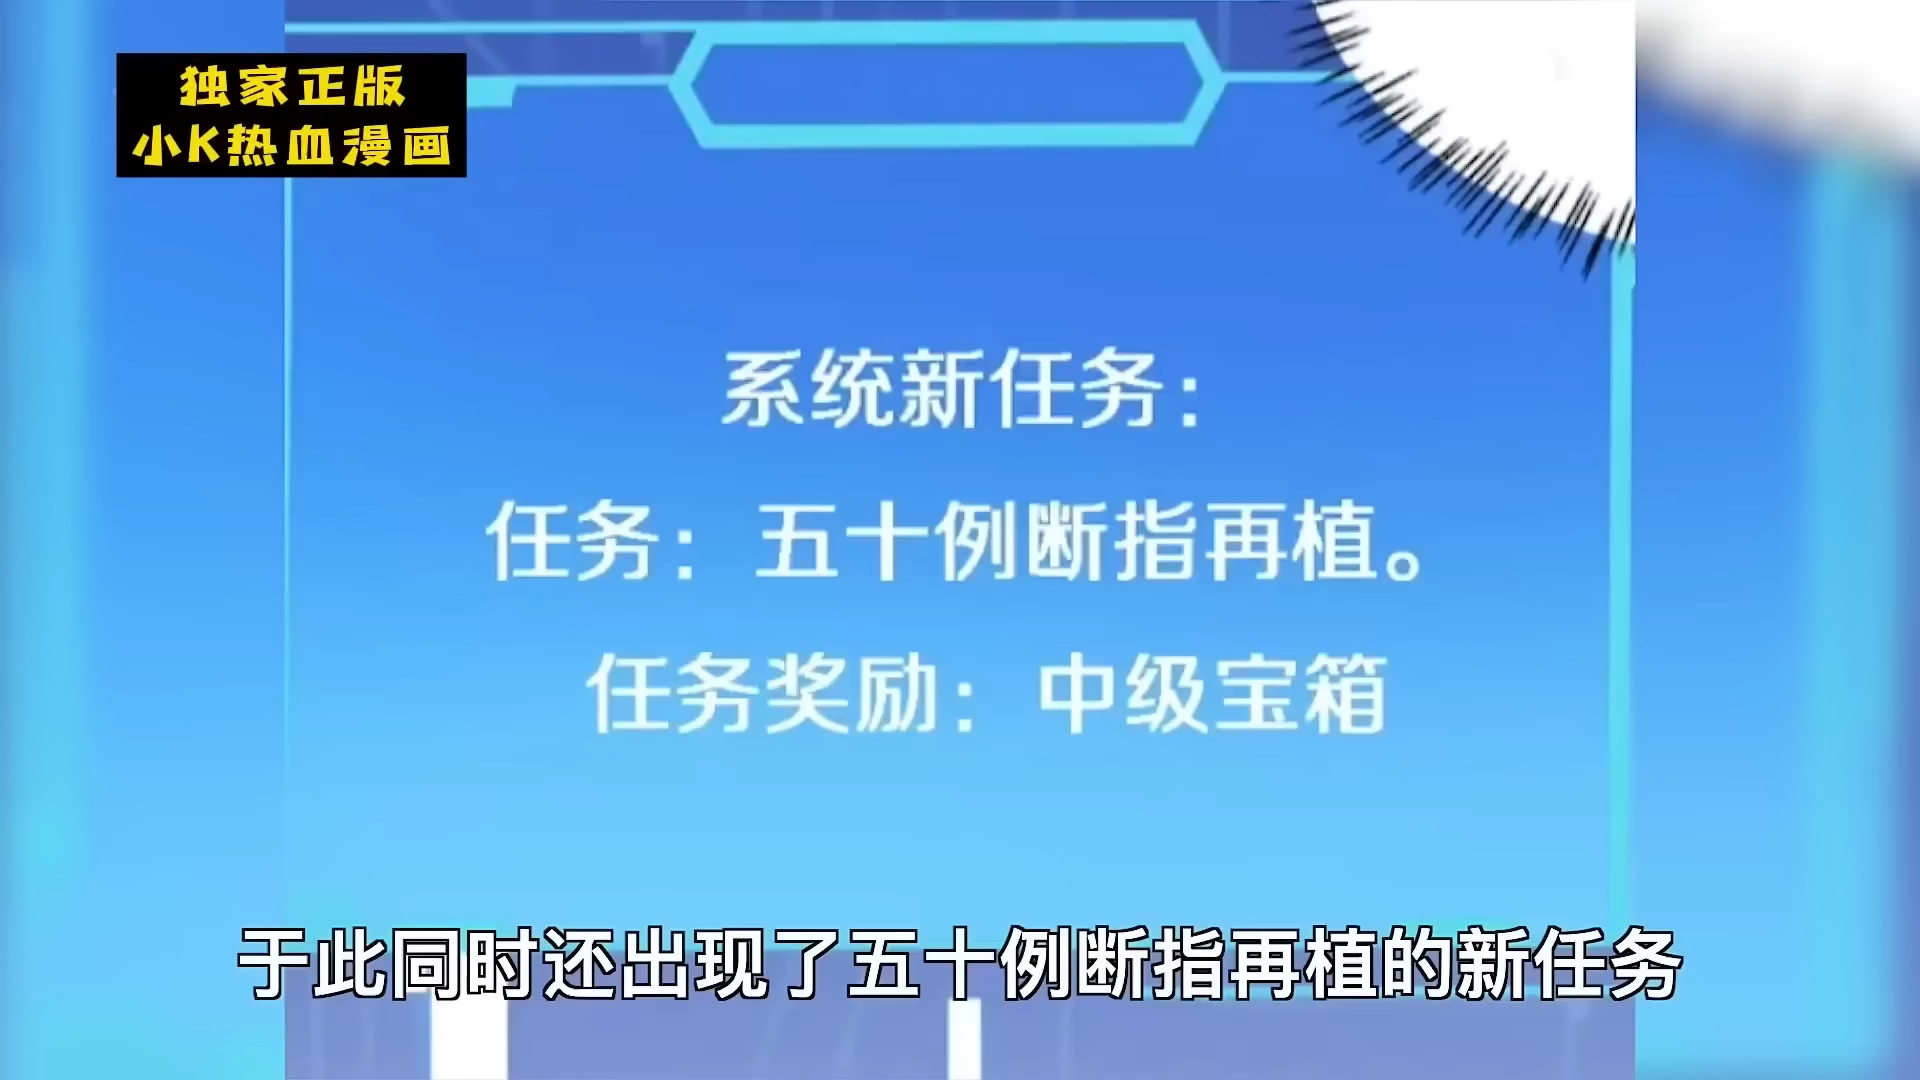 独家正版
小K热血漫画
系统新任务：
任务：五十例断指再植。
任务奖励：中级宝箱
于此同时还出现了五十例断指再植的新任务